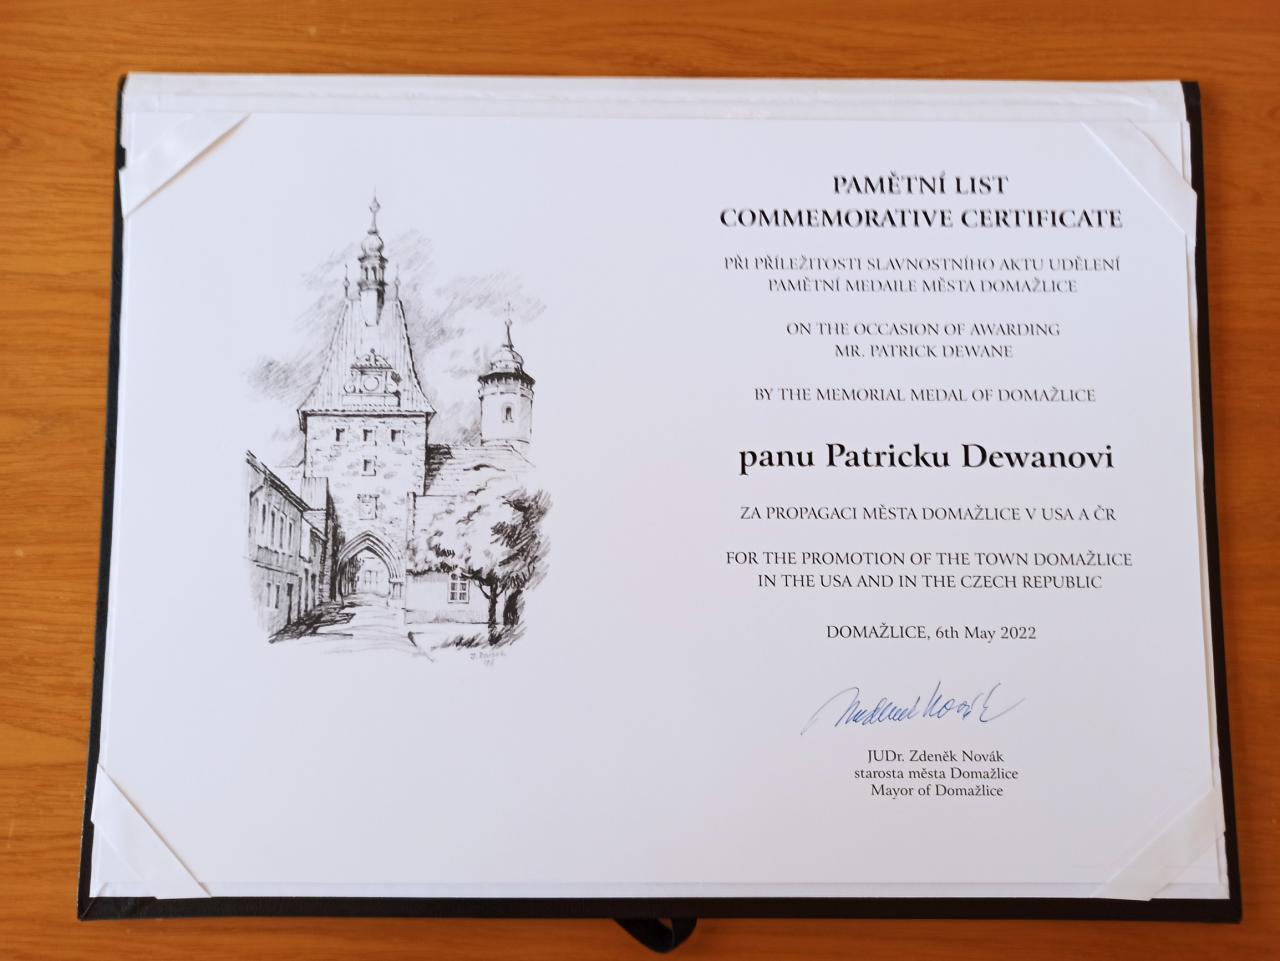 PAMĚTNÍ LIST
COMMEMORATIVE CERTIFICATE
PŘI PŘÍLEŽITOSTI SLAVNOSTNÍHO AKTU UDĚLENÍ
PAMĚTNÍ MEDAILE MĚSTA DOMAŽLICE
ON THE OCCASION OF AWARDING
MR. PATRICK DEWANE
BY THE MEMORIAL MEDAL OF DOMAŽLICE
panu Patricku Dewanovi
ZA PROPAGACI MĚSTA DOMAŽLICE V USA A ČR
FOR THE PROMOTION OF THE TOWN DOMAŽLICE
IN THE USA AND IN THE CZECH REPUBLIC
DOMAŽLICE, 6th May 2022
JUDr. Zdeněk Novák
starosta města Domažlice
Mayor of Domažlice